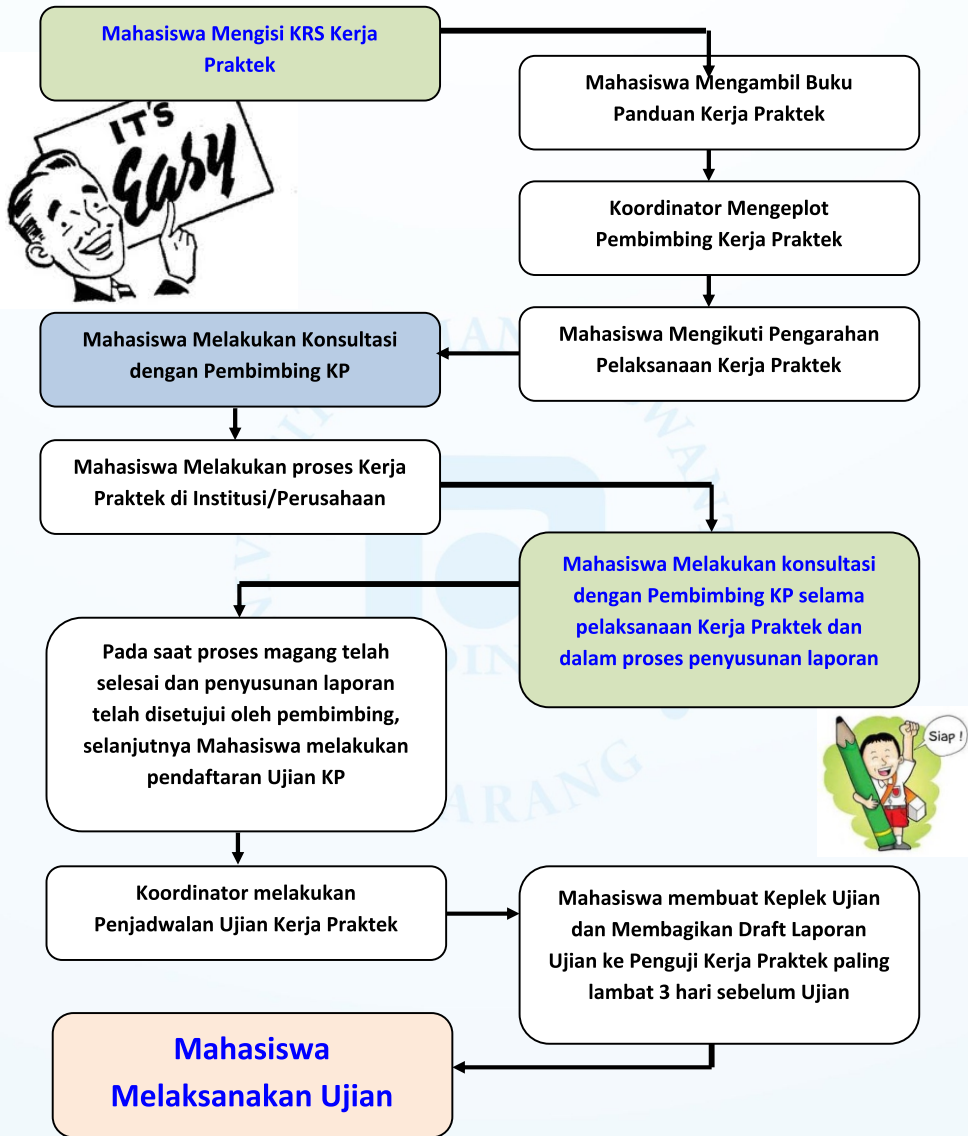 Mahasiswa Mengisi KRS Kerja
Praktek
Mahasiswa Mengambil Buku
Panduan Kerja Praktek
IT'S
Easy
Koordinator Mengeplot
Pembimbing Kerja Praktek
Mahasiswa Mengikuti Pengarahan
Pelaksanaan Kerja Praktek
Mahasiswa Melakukan Konsultasi
dengan Pembimbing KP
Mahasiswa Melakukan proses Kerja
Praktek di Institusi/Perusahaan
Mahasiswa Melakukan konsultasi
dengan Pembimbing KP selama
pelaksanaan Kerja Praktek dan
dalam proses penyusunan laporan
Pada saat proses magang telah
selesai dan penyusunan laporan
telah disetujui oleh pembimbing,
selanjutnya Mahasiswa melakukan
pendaftaran Ujian KP
Siap !
Koordinator melakukan
Penjadwalan Ujian Kerja Praktek
Mahasiswa membuat Keplek Ujian
dan Membagikan Draft Laporan
Ujian ke Penguji Kerja Praktek paling
lambat 3 hari sebelum Ujian
Mahasiswa
Melaksanakan Ujian